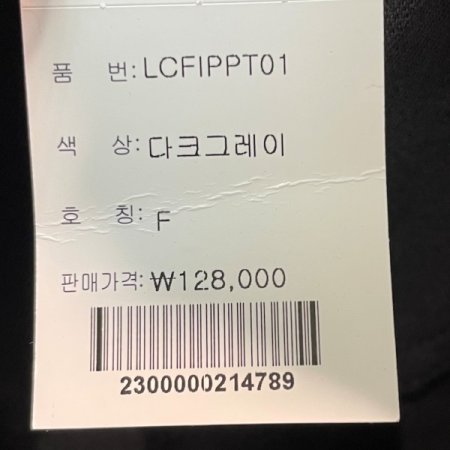 품 번: LCFIPPT01
색 상: 다크그레이
호 칭: F
판매가격: ₩128,000
2300000214789